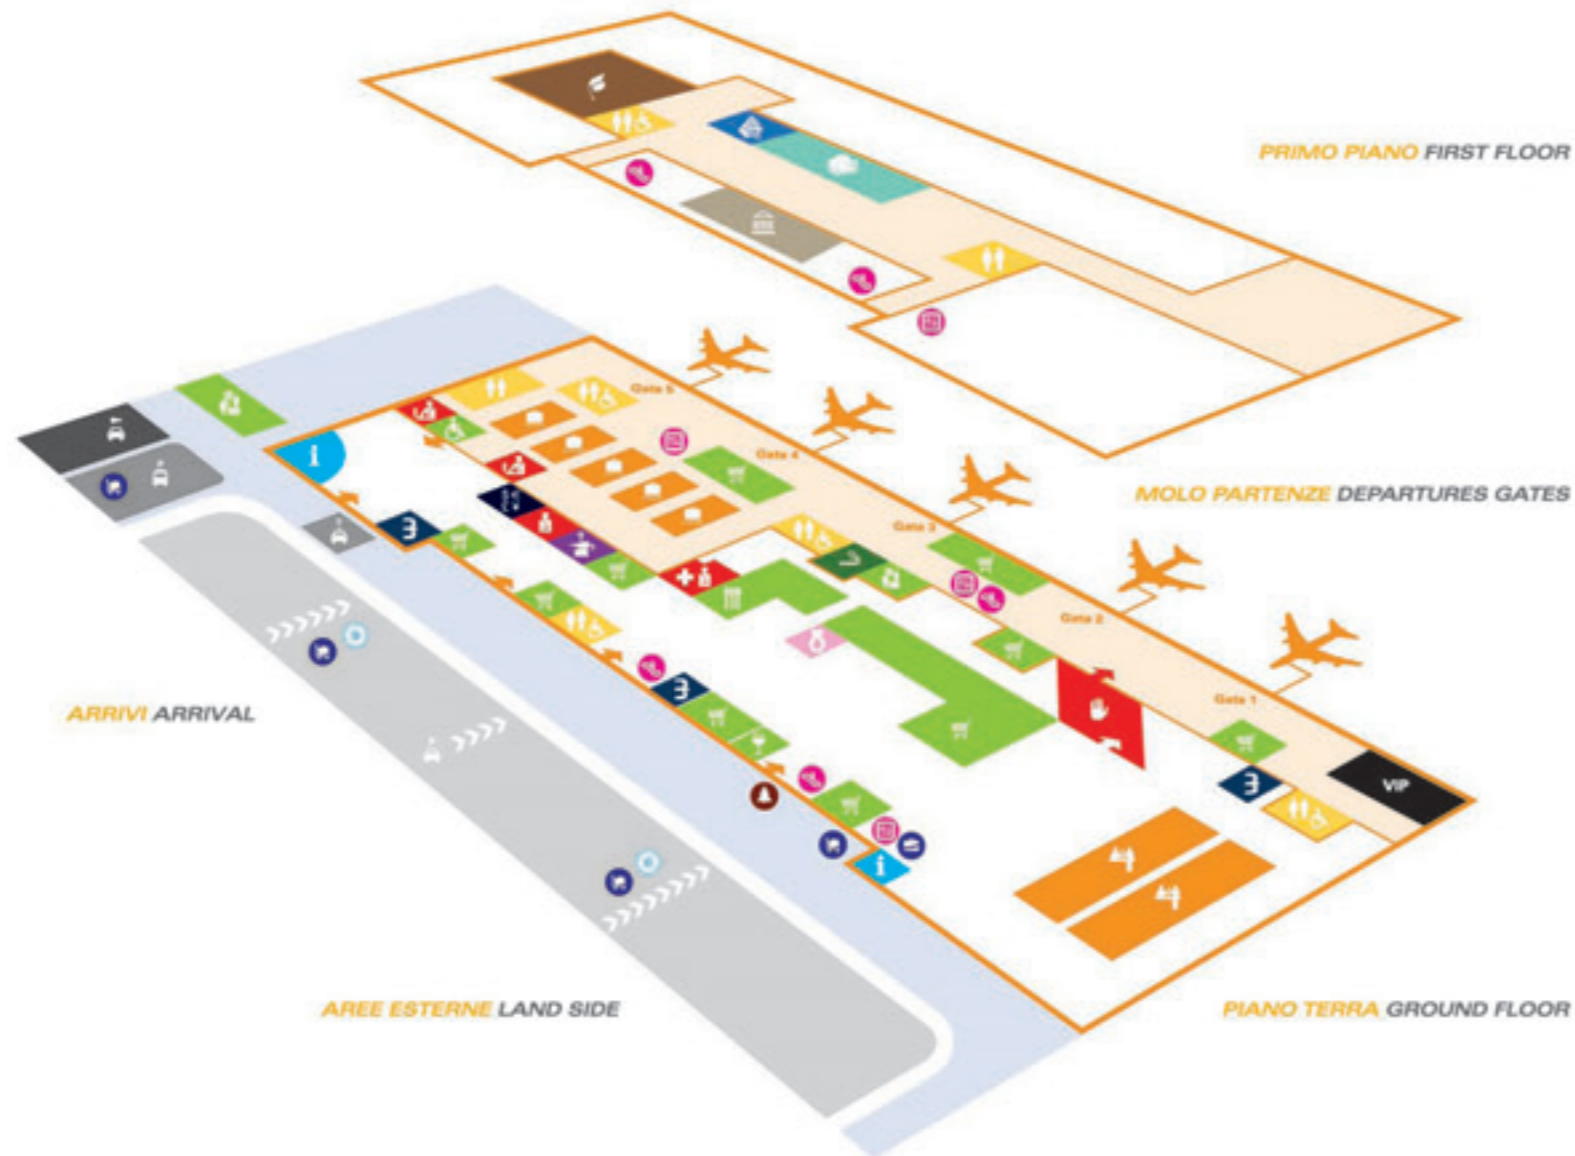 PRIMO PIANO FIRST FLOOR
Gate 5
Gate 4
MOLO PARTENZE DEPARTURES GATES
Gate 3
Gate 2
Gate 1
ARRIVI ARRIVAL
VIP
AREE ESTERNE LAND SIDE
PIANO TERRA GROUND FLOOR